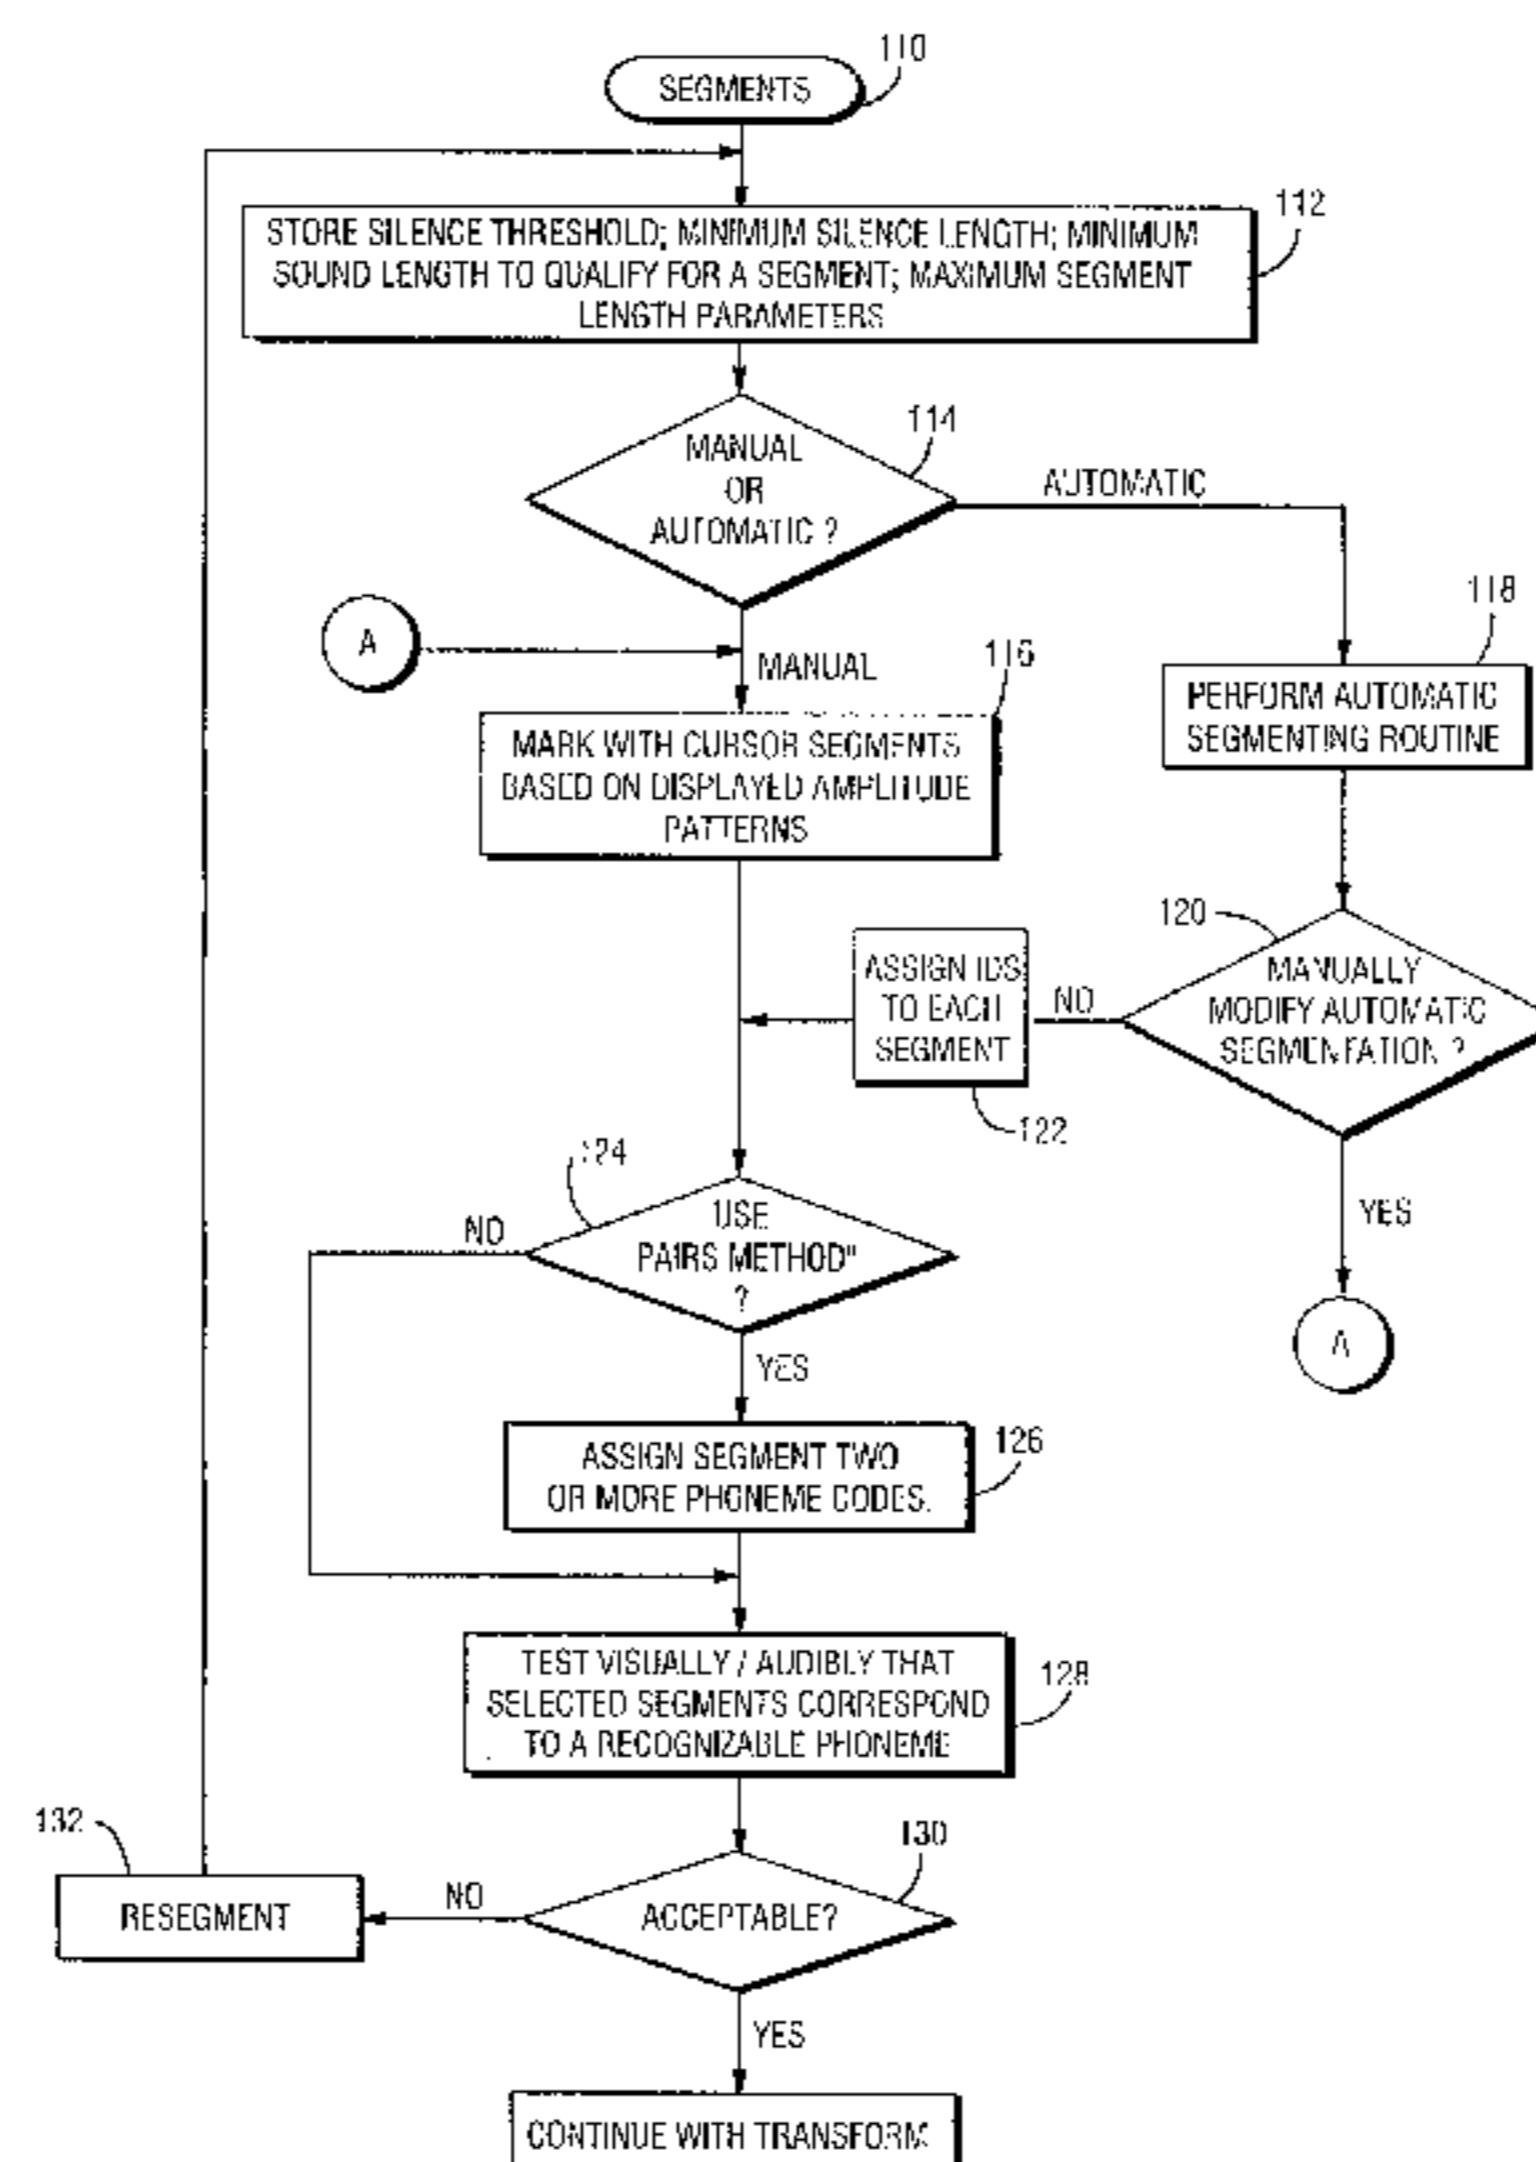 110
SEGMENTS
112
STORE SILENCE THRESHOLD; MINIMUM SILENCE LENGTH; MINIMUM
SOUND LENGTH TO QUALIFY FOR A SEGMENT; MAXIMUM SEGMENT
LENGTH PARAMETERS
114
MANUAL
OR
AUTOMATIC ?
AUTOMATIC
118
A
MANUAL
116
PERFORM AUTOMATIC
SEGMENTING ROUTINE
MARK WITH CURSOR SEGMENTS
BASED ON DISPLAYED AMPLITUDE
PATTERNS
120
MANUALLY
MODIFY AUTOMATIC
SEGMENTATION ?
NO
ASSIGN IDS
TO EACH
SEGMENT
122
YES
A
124
USE
PAIRS METHOD"
?
NO
YES
ASSIGN SEGMENT TWO
OR MORE PHONEME CODES.
126
TEST VISUALLY / AUDIBLY THAT
SELECTED SEGMENTS CORRESPOND
TO A RECOGNIZABLE PHONEME
128
130
ACCEPTABLE?
NO
132
RESEGMENT
YES
CONTINUE WITH TRANSFORM